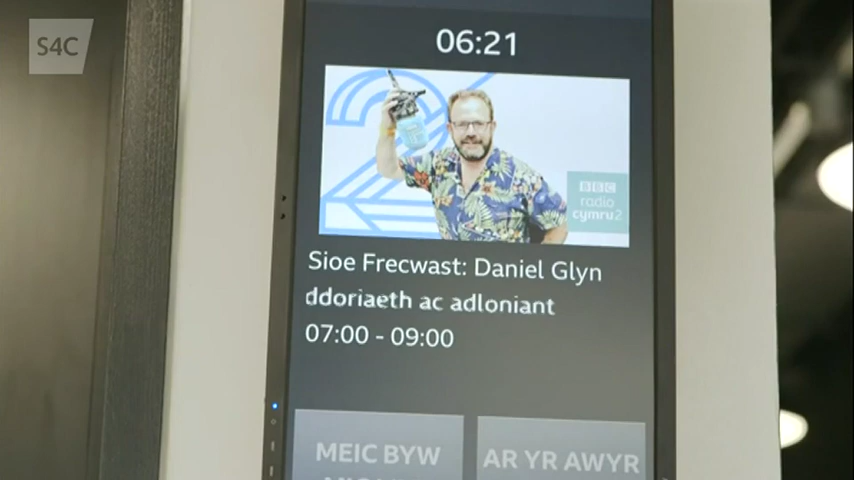 S4C
06:21
2
BBC
radio
cymru2
Sioe Frecwast: Daniel Glyn
ddoriaeth ac adloniant
07:00 - 09:00
MEIC BYW
AR YR AWYR